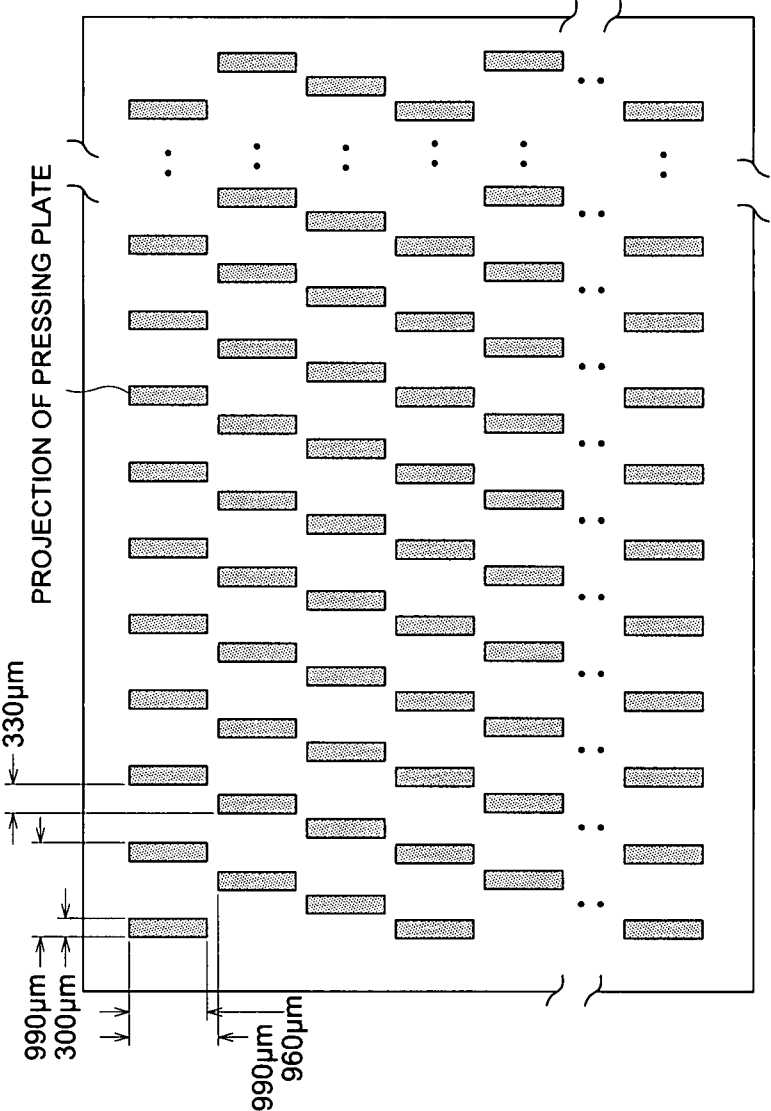 PROJECTION OF PRESSING PLATE
330μm
990μm
300μm
990μm
960μm